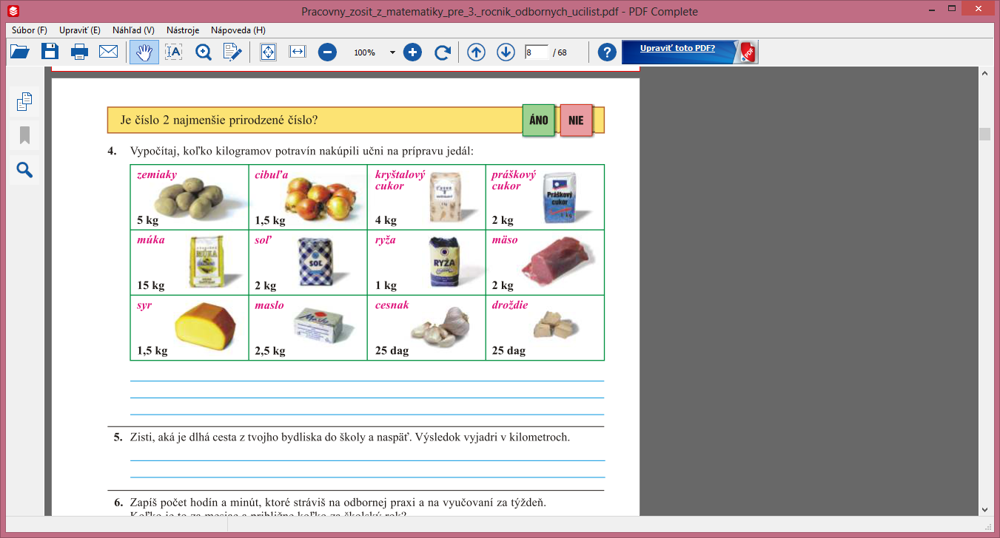 Pracovny_zosit_z_matematiky_pre_3._rocnik_odbornych_ucilist.pdf - PDF Complete
Súbor (F) Upraviť (E) Náhľad (V) Nástroje Nápoveda (H)
100% 8 / 68 Upraviť toto PDF? PDF
Je číslo 2 najmenšie prirodzené číslo? ÁNO NIE
4. Vypočítaj, koľko kilogramov potravín nakúpili učni na prípravu jedál:
zemiaky cibuľa kryštalový cukor práškový cukor
Práškový cukor 1 kg
5 kg 1,5 kg 4 kg 2 kg
múka soľ ryža mäso
MÚKA SOĽ RYŽA
15 kg 2 kg 1 kg 2 kg
syr maslo cesnak droždie
Maslo
1,5 kg 2,5 kg 25 dag 25 dag
5. Zisti, aká je dlhá cesta z tvojho bydliska do školy a naspäť. Výsledok vyjadri v kilometroch.
6. Zapíš počet hodín a minút, ktoré stráviš na odbornej praxi a na vyučovaní za týždeň.
Koľko je to za mesiac a približne koľko za školský rok?